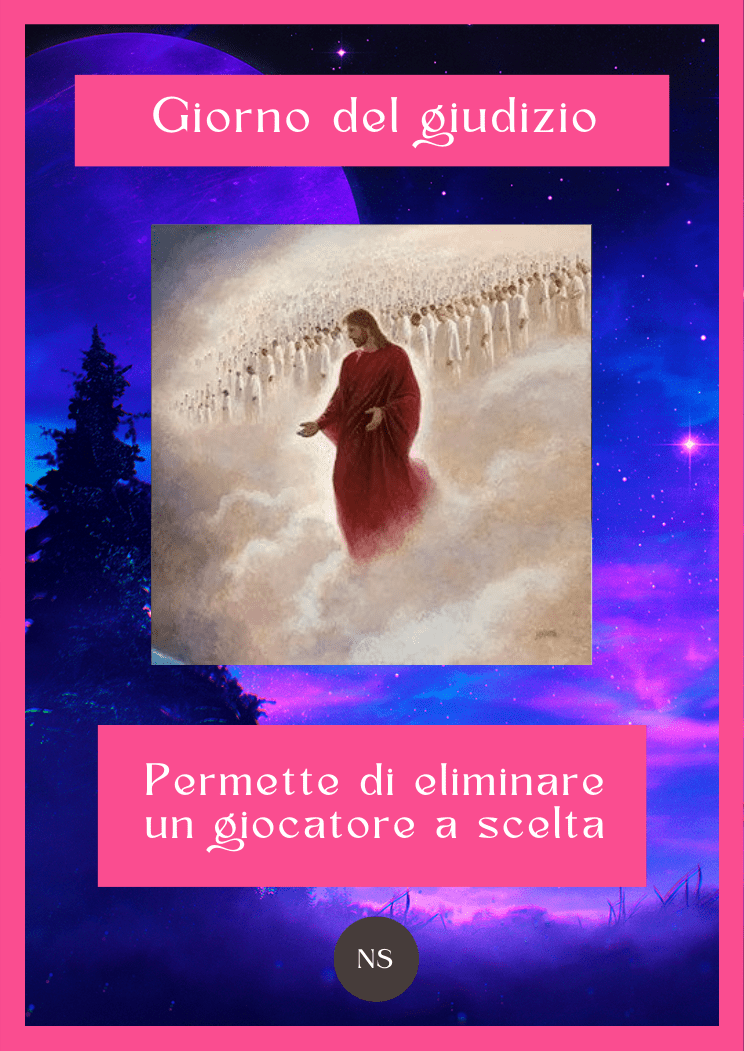 Giorno del giudizio
Permette di eliminare
un giocatore a scelta
NS